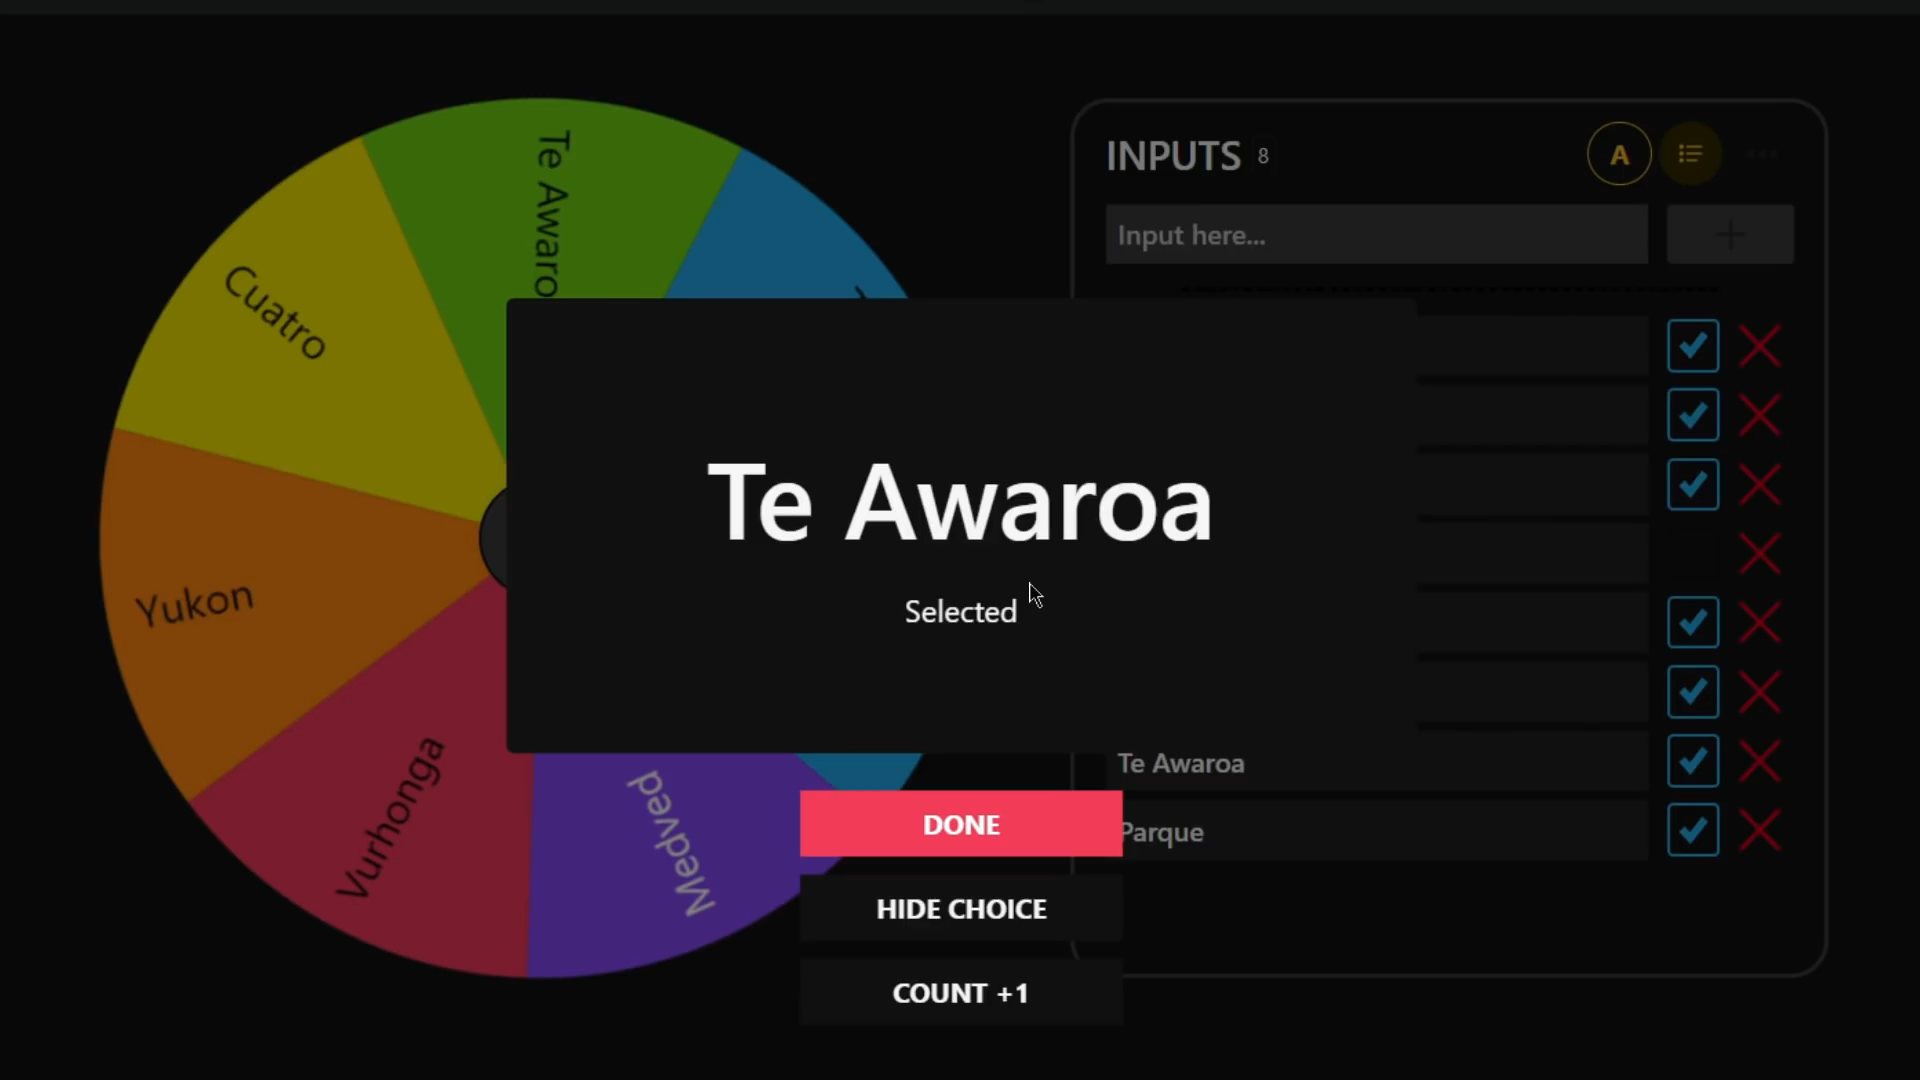 INPUTS 8
A
Input here...
Te Awaro
Cuatro
Yukon
Vurhonga
Medved
Te Awaroa
Selected
Te Awaroa
Parque
DONE
HIDE CHOICE
COUNT +1